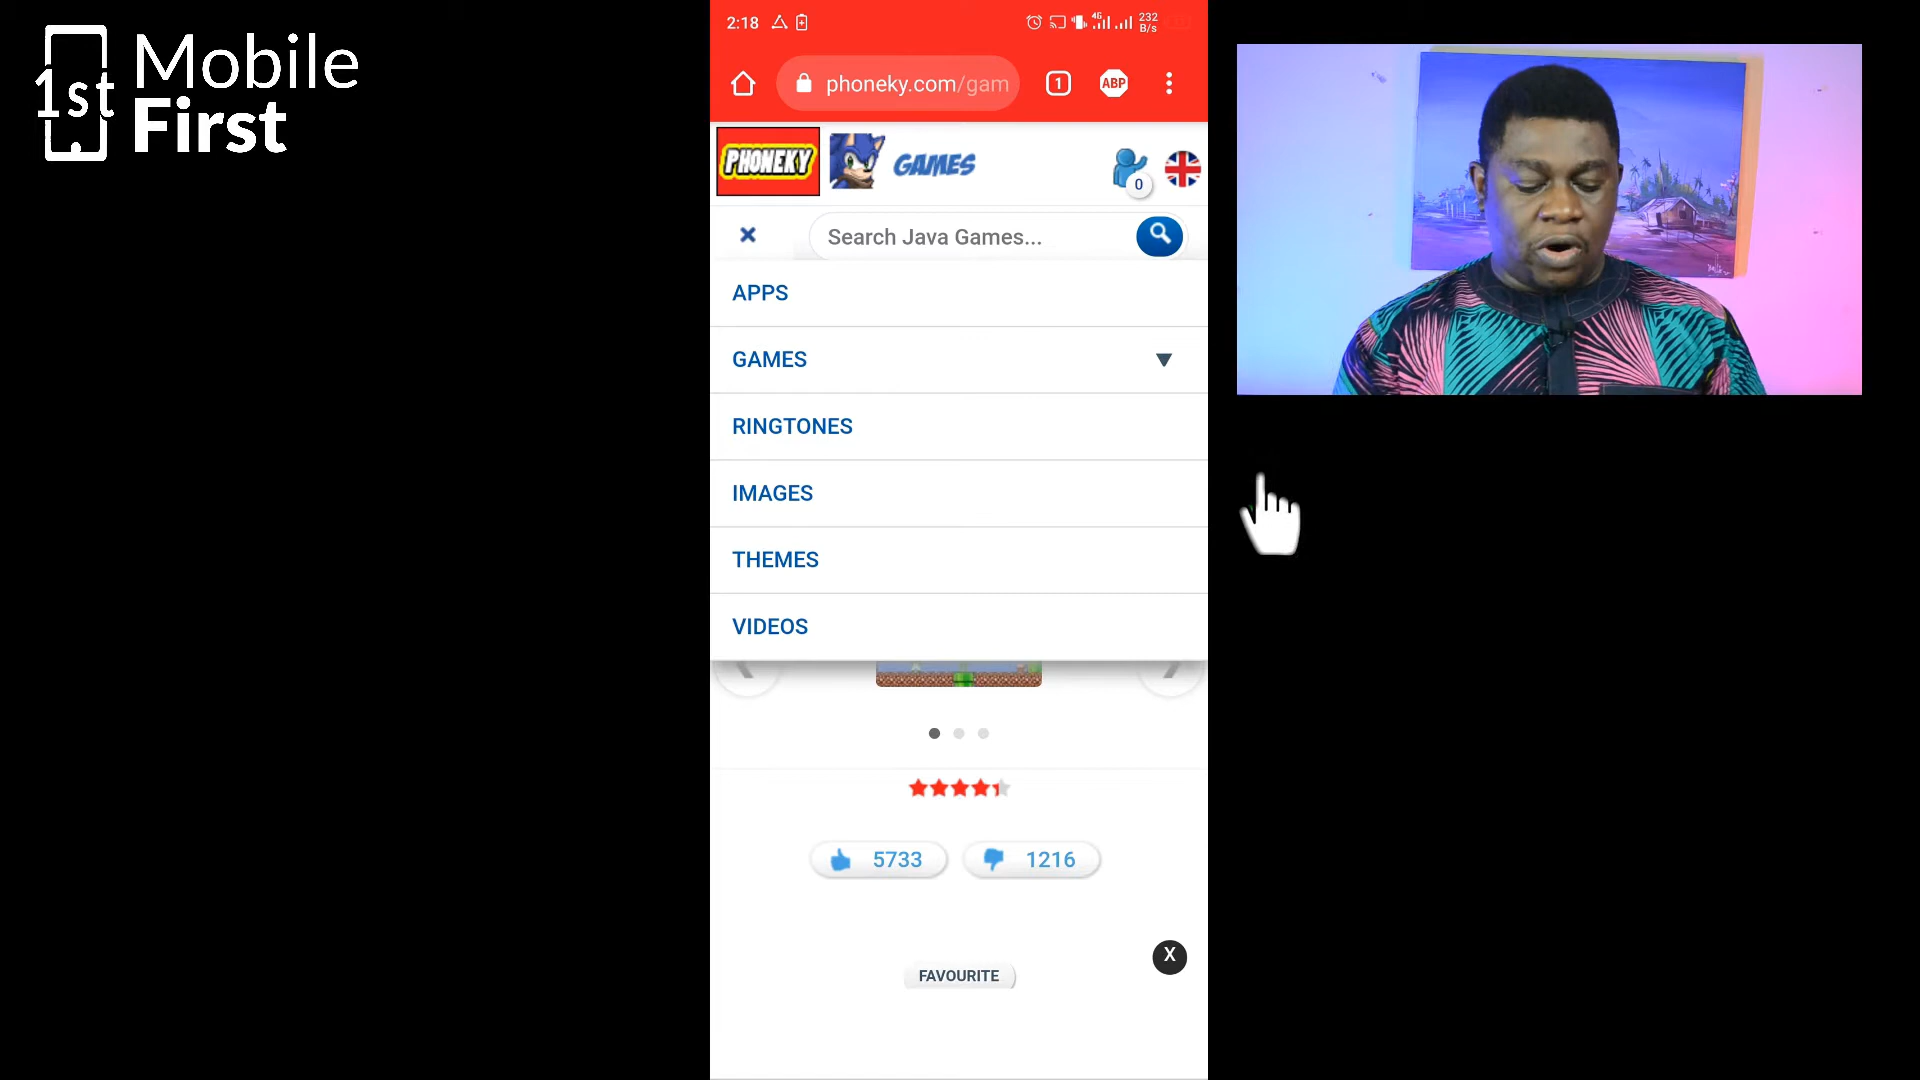 1st Mobile
First
2:18
4G
232
B/s
phoneky.com/gam
1
ABP
PHONEKY
GAMES
0
Search Java Games...
APPS
GAMES
RINGTONES
IMAGES
THEMES
VIDEOS
5733
1216
X
FAVOURITE